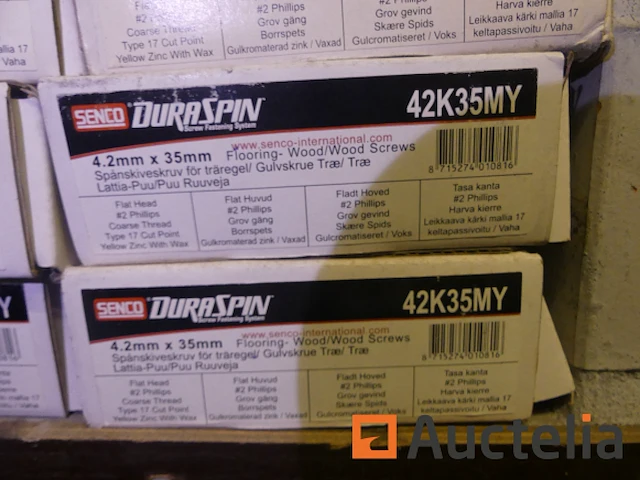 #2
Coarse Thread
Type 17 Cut Point
Yellow Zinc With Wax
#2 Phillips
Grov gäng
Borrspets
Gulkromaterad zink / Vaxad
#2 Phillips
Grov gevind
Skære Spids
Gulcromatiseret / Voks
Harva kierre
Leikkaava kärki mallia 17
keltapassivoitu / Vaha
mallia 17
/ Vaha
SENCO DURASPIN 42K35MY
Screw Fastening System
www.senco-international.com
4.2mm x 35mm Flooring- Wood/Wood Screws
Spånskiveskruv för träregel/ Gulvskrue Træ/ Træ
Lattia-Puu/Puu Ruuveja
8 715274 010816
Flat Head
#2 Phillips
Coarse Thread
Type 17 Cut Point
Yellow Zinc With Wax
Flat Huvud
#2 Phillips
Grov gäng
Borrspets
Gulkromaterad zink / Vaxad
Fladt Hoved
#2 Phillips
Grov gevind
Skære Spids
Gulcromatiseret / Voks
Tasa kanta
#2 Phillips
Harva kierre
Leikkaava kärki mallia 17
keltapassivoitu / Vaha
Y
SENCO DURASPIN 42K35MY
Screw Fastening System
www.senco-international.com
4.2mm x 35mm Flooring- Wood/Wood Screws
Spånskiveskruv för träregel/ Gulvskrue Træ/ Træ
Lattia-Puu/Puu Ruuveja
8 715274 010816
Flat Head
#2 Phillips
Coarse Thread
Type 17 Cut Point
Yellow Zinc With Wax
Flat Huvud
#2 Phillips
Grov gäng
Borrspets
Gulkromaterad zink / Vaxad
Fladt Hoved
#2 Phillips
Grov gevind
Skære Spids
Gulcromatiseret / Voks
Tasa kanta
#2 Phillips
Harva kierre
Leikkaava kärki mallia 17
keltapassivoitu / Vaha
Auctelia